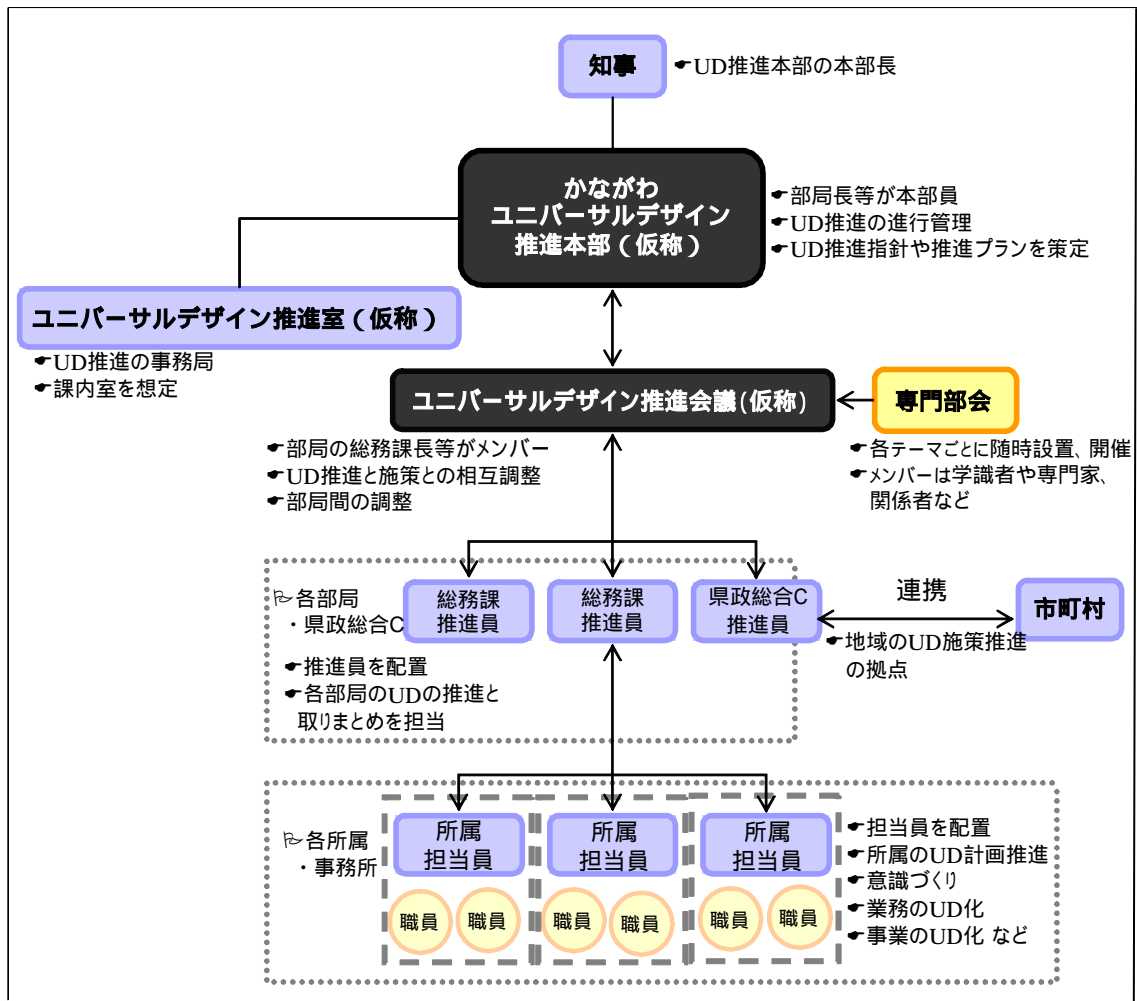 知事
☛UD推進本部の本部長
かながわ
ユニバーサルデザイン
推進本部（仮称）
☛部局長等が本部員
☛UD推進の進行管理
☛UD推進指針や推進プランを策定
ユニバーサルデザイン推進室（仮称）
☛UD推進の事務局
☛課内室を想定
ユニバーサルデザイン推進会議(仮称）
専門部会
☛部局の総務課長等がメンバー
☛UD推進と施策との相互調整
☛部局間の調整
☛各テーマごとに随時設置、開催
☛メンバーは学識者や専門家、
関係者など
各部局
・県政総合C
総務課
推進員
総務課
推進員
県政総合C
推進員
連携
市町村
☛地域のUD施策推進
の拠点
☛推進員を配置
☛各部局のUDの推進と
取りまとめを担当
各所属
・事務所
所属
担当員
所属
担当員
所属
担当員
職員
職員
職員
職員
職員
職員
☛担当員を配置
☛所属のUD計画推進
☛意識づくり
☛業務のUD化
☛事業のUD化 など